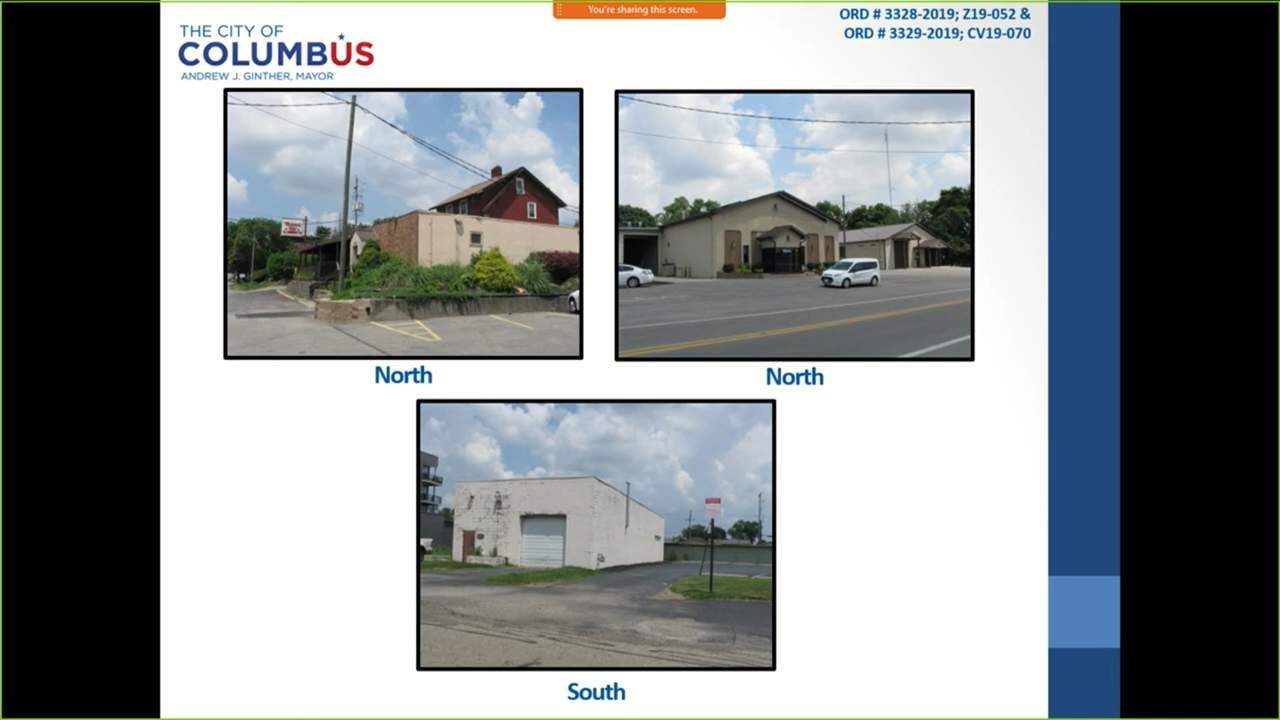 You're sharing this screen.
ORD # 3328-2019; Z19-052 &
ORD # 3329-2019; CV19-070
THE CITY OF
COLUMBUS
ANDREW J. GINTHER, MAYOR
North
North
South